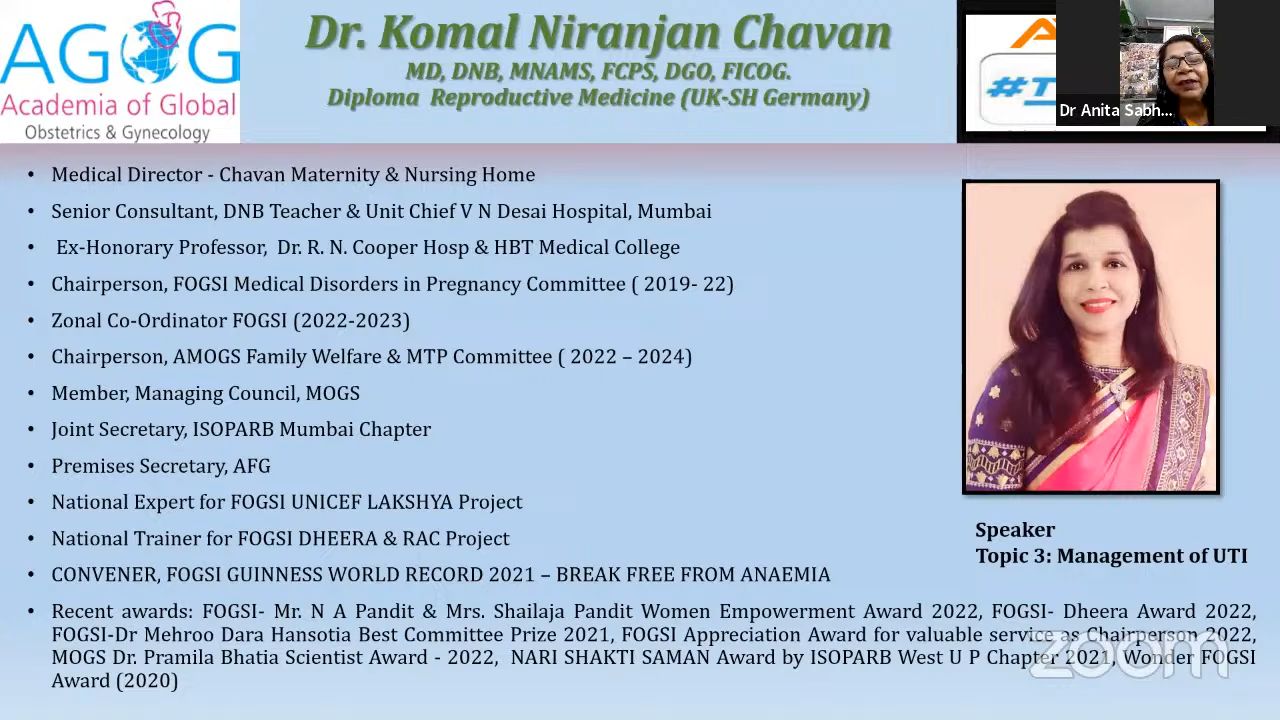 AGOG
Academia of Global
Obstetrics & Gynecology
Dr. Komal Niranjan Chavan
MD, DNB, MNAMS, FCPS, DGO, FICOG.
Diploma Reproductive Medicine (UK-SH Germany)
Dr Anita Sabh...
• Medical Director - Chavan Maternity & Nursing Home
• Senior Consultant, DNB Teacher & Unit Chief V N Desai Hospital, Mumbai
• Ex-Honorary Professor, Dr. R. N. Cooper Hosp & HBT Medical College
• Chairperson, FOGSI Medical Disorders in Pregnancy Committee ( 2019- 22)
• Zonal Co-Ordinator FOGSI (2022-2023)
• Chairperson, AMOGS Family Welfare & MTP Committee ( 2022 – 2024)
• Member, Managing Council, MOGS
• Joint Secretary, ISOPARB Mumbai Chapter
• Premises Secretary, AFG
• National Expert for FOGSI UNICEF LAKSHYA Project
• National Trainer for FOGSI DHEERA & RAC Project
• CONVENER, FOGSI GUINNESS WORLD RECORD 2021 – BREAK FREE FROM ANAEMIA
• Recent awards: FOGSI- Mr. N A Pandit & Mrs. Shailaja Pandit Women Empowerment Award 2022, FOGSI- Dheera Award 2022,
FOGSI-Dr Mehroo Dara Hansotia Best Committee Prize 2021, FOGSI Appreciation Award for valuable service as Chairperson 2022,
MOGS Dr. Pramila Bhatia Scientist Award - 2022, NARI SHAKTI SAMAN Award by ISOPARB West U P Chapter 2021, Wonder FOGSI
Award (2020)
Speaker
Topic 3: Management of UTI
zoom